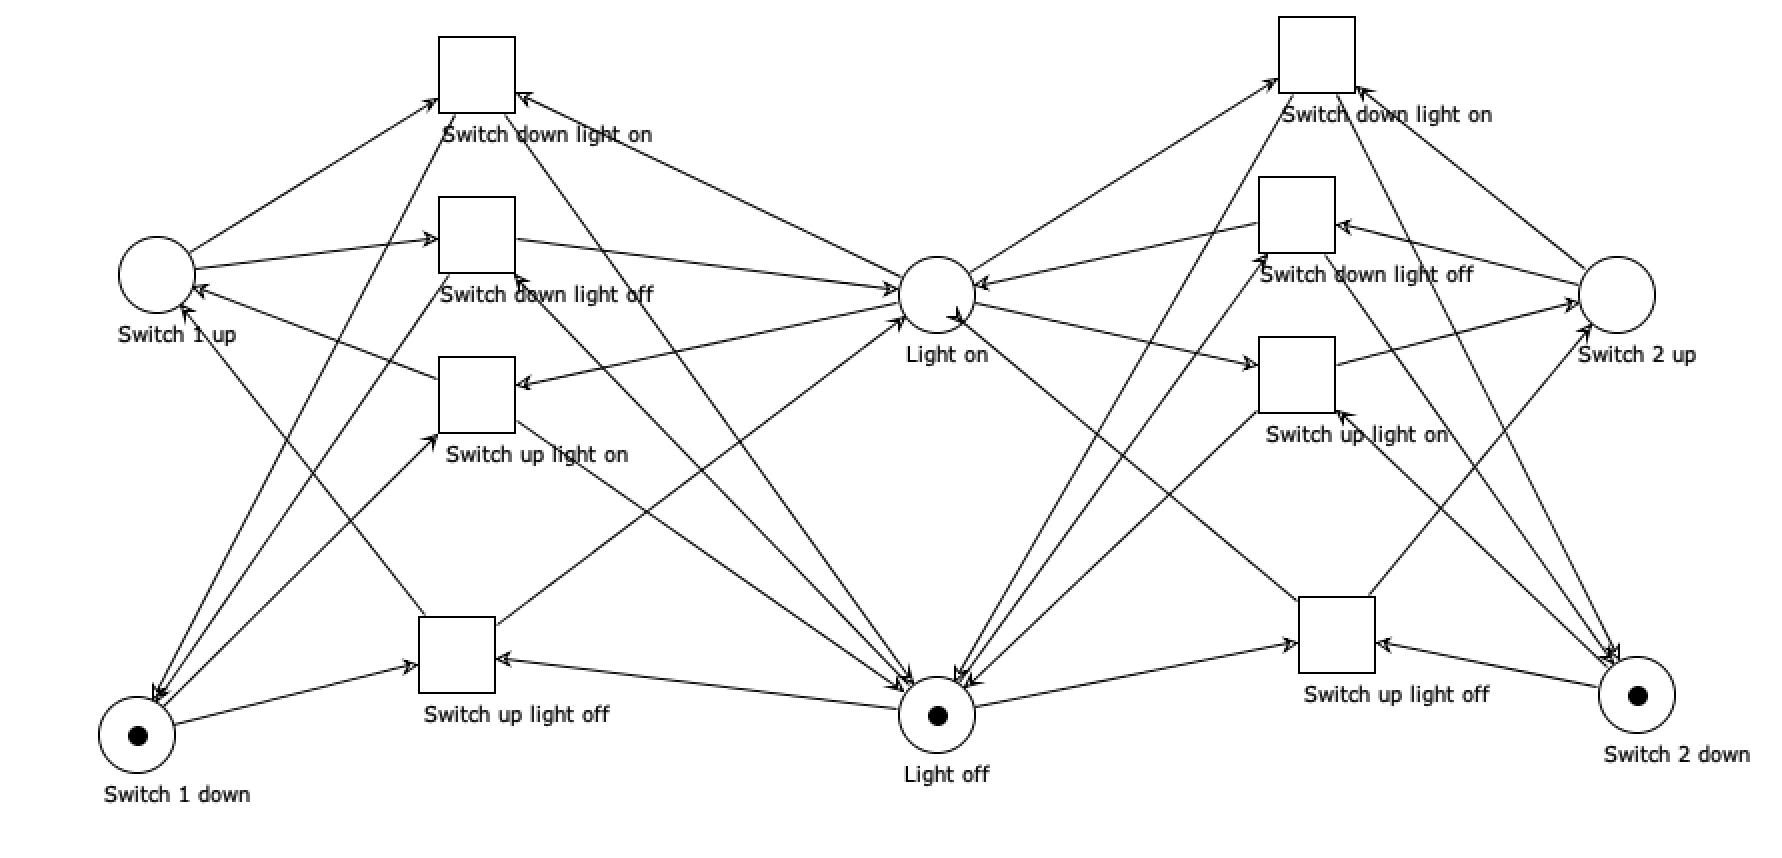 Switch down light on
Switch down light on
Switch down light off
Switch down light off
Switch 1 up
Light on
Switch 2 up
Switch up light on
Switch up light on
Switch up light off
Switch up light off
Switch 1 down
Light off
Switch 2 down